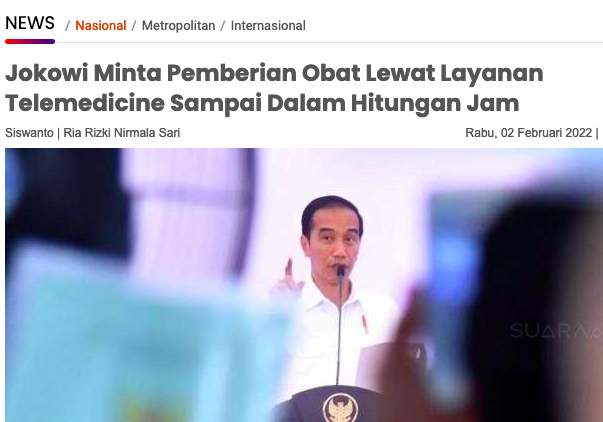 NEWS / Nasional / Metropolitan / Internasional
Jokowi Minta Pemberian Obat Lewat Layanan
Telemedicine Sampai Dalam Hitungan Jam
Siswanto | Ria Rizki Nirmala Sari Rabu, 02 Februari 2022 |
SUARA.c